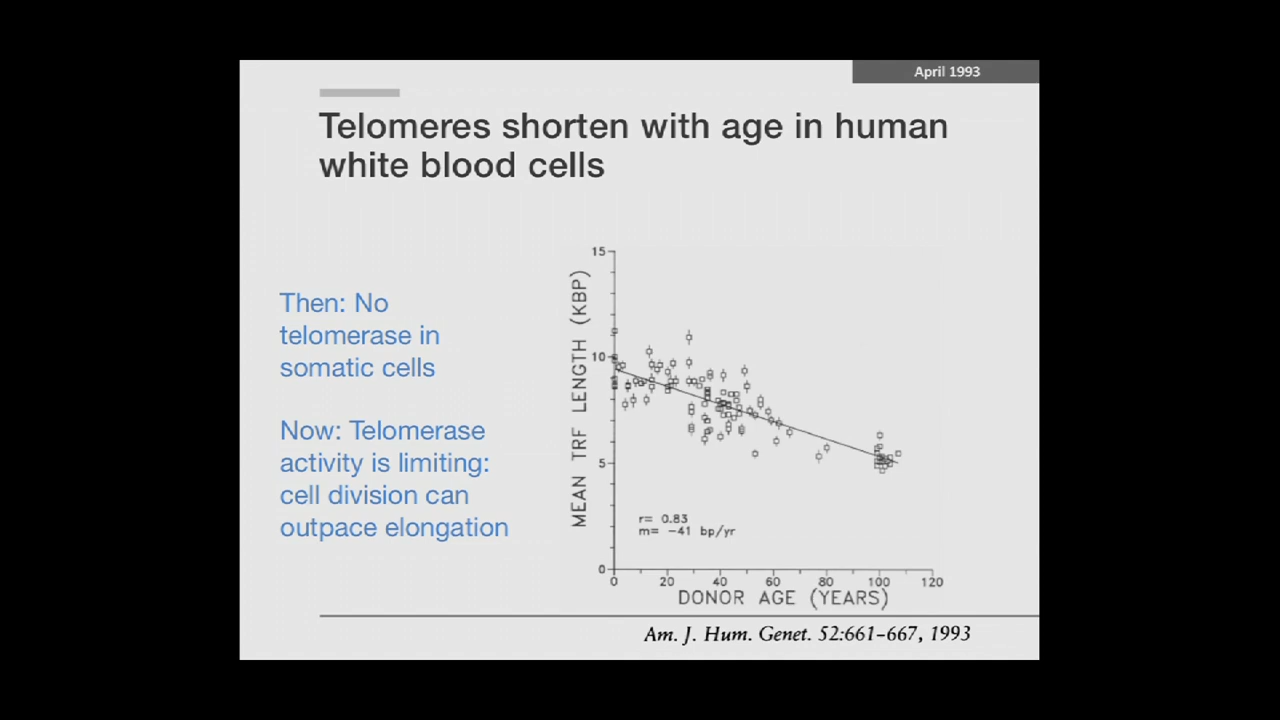 April 1993
Telomeres shorten with age in human
white blood cells
Then: No
telomerase in
somatic cells
Now: Telomerase
activity is limiting:
cell division can
outpace elongation
MEAN TRF LENGTH (KBP)
15
10
5
0
r= 0.83
m= -41 bp/yr
0 20 40 60 80 100 120
DONOR AGE (YEARS)
Am. J. Hum. Genet. 52:661-667, 1993